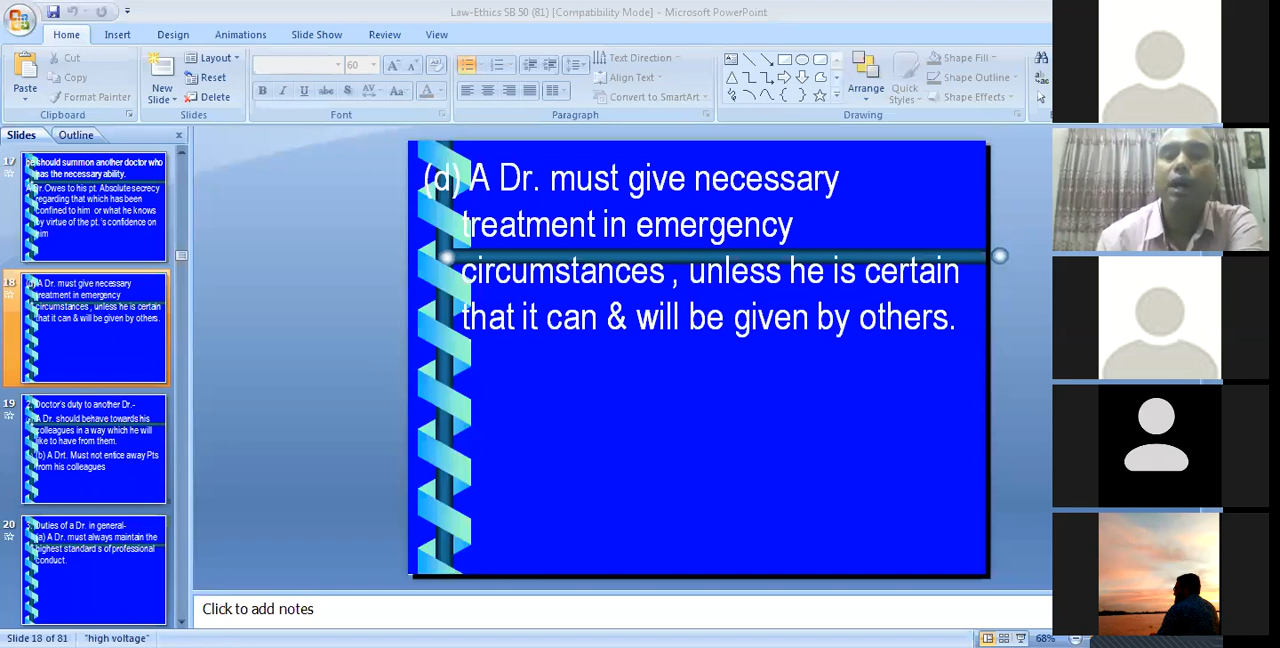 Law-Ethics SB 50 (81) [Compatibility Mode] - Microsoft PowerPoint
Home Insert Design Animations Slide Show Review View
Paste
Cut
Copy
Format Painter
Clipboard
New Slide
Layout
Reset
Delete
Slides
60
B I U abc S AV Aa A
Font
Text Direction
Align Text
Convert to SmartArt
Paragraph
Arrange
Quick Styles
Shape Fill
Shape Outline
Shape Effects
Drawing
Slides Outline
17
he should summon another doctor who
has the necessary ability.
Dr. Owes to his pt. Absolute secrecy
regarding that which has been
confined to him or what he knows
by virtue of the pt.'s confidence on
him
18
(d) A Dr. must give necessary
treatment in emergency
circumstances , unless he is certain
that it can & will be given by others.
19
Doctor's duty to another Dr.-
A Dr. should behave towards his
colleagues in a way which he will
like to have from them.
(b) A Drt. Must not entice away Pts
from his colleagues
20
Duties of a Dr. in general-
(a) A Dr. must always maintain the
highest standard s of professional
conduct.
(d) A Dr. must give necessary
treatment in emergency
circumstances , unless he is certain
that it can & will be given by others.
Click to add notes
Slide 18 of 81 "high voltage" 68%